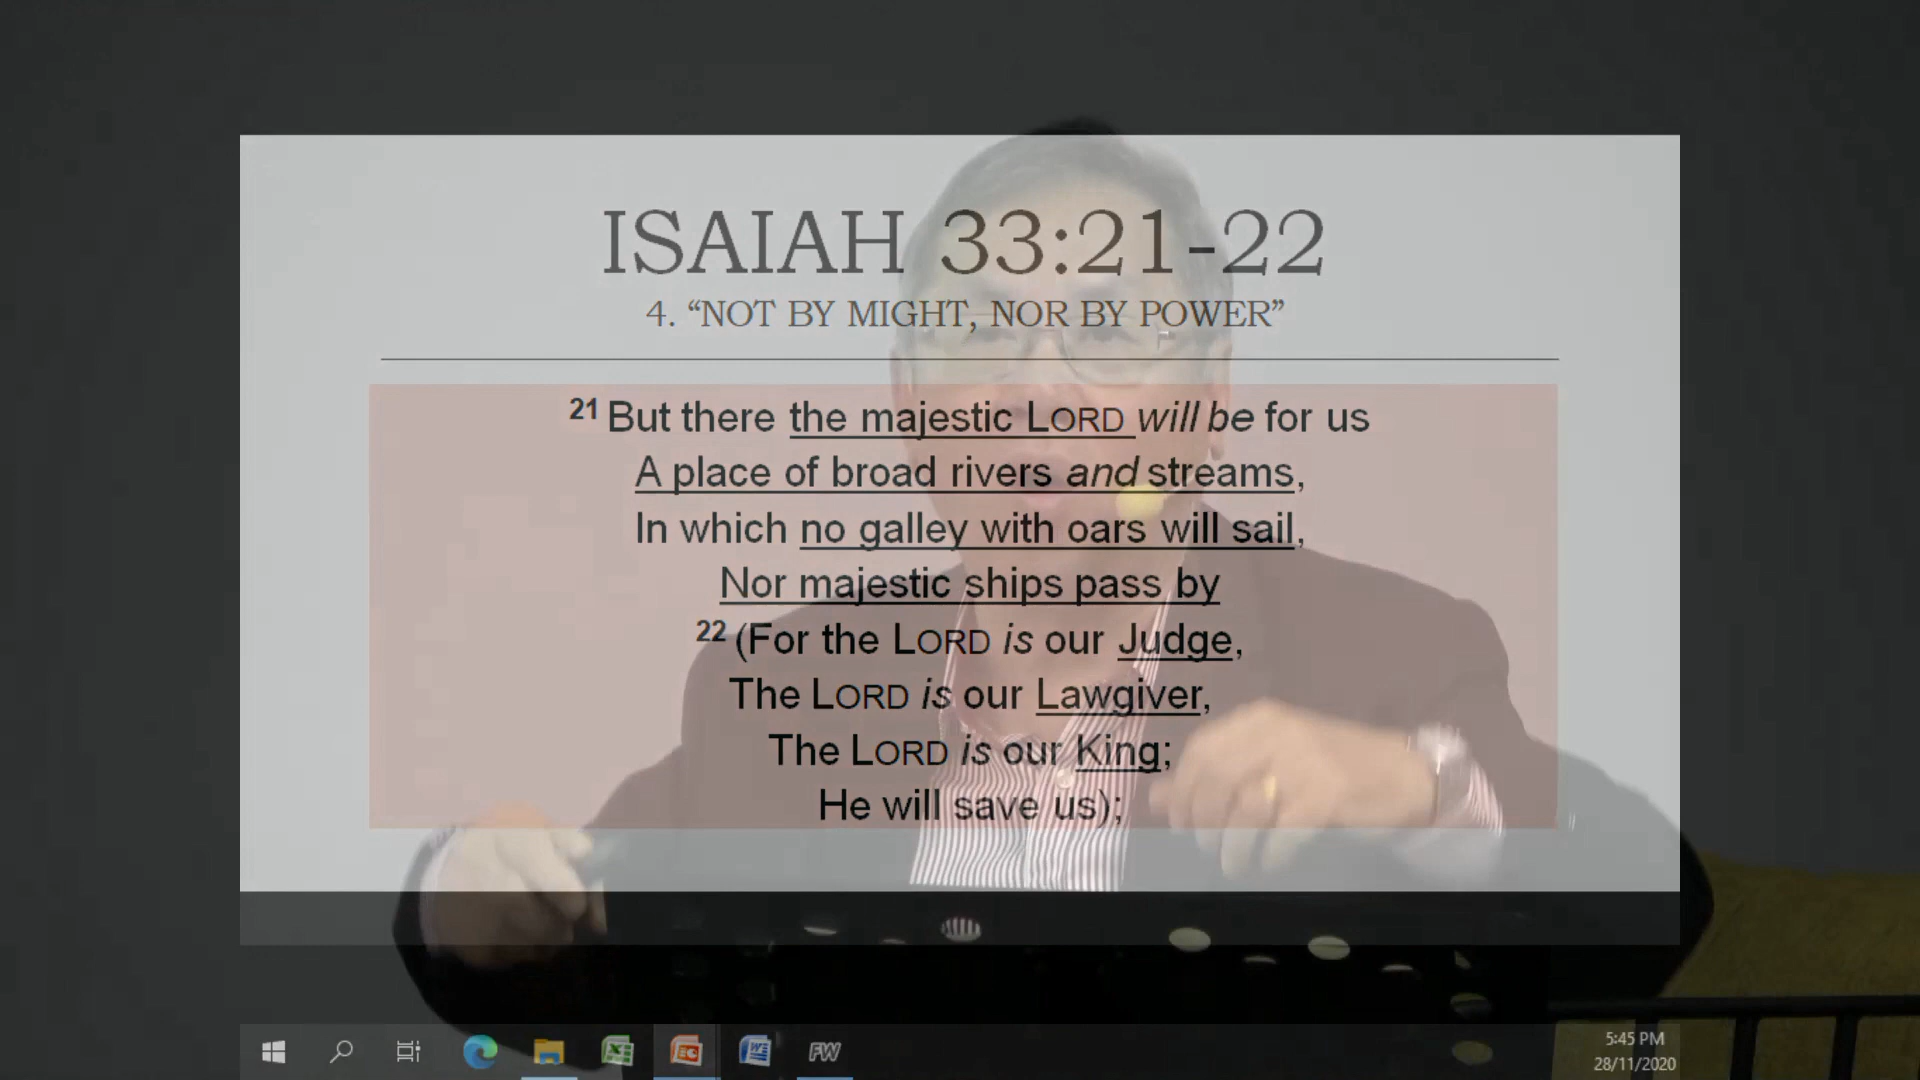 ISAIAH 33:21-22
4. “NOT BY MIGHT, NOR BY POWER”
21 But there the majestic LORD will be for us
A place of broad rivers and streams,
In which no galley with oars will sail,
Nor majestic ships pass by
22 (For the LORD is our Judge,
The LORD is our Lawgiver,
The LORD is our King;
He will save us);
FW
5:45 PM
28/11/2020